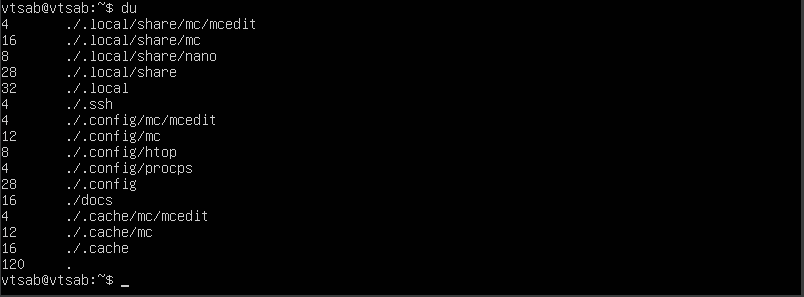 vtsab@vtsab:~$ du
4       ./.local/share/mc/mcedit
16      ./.local/share/mc
8       ./.local/share/nano
28      ./.local/share
32      ./.local
4       ./.ssh
4       ./.config/mc/mcedit
12      ./.config/mc
8       ./.config/htop
4       ./.config/procps
28      ./.config
16      ./docs
4       ./.cache/mc/mcedit
12      ./.cache/mc
16      ./.cache
120     .
vtsab@vtsab:~$ _